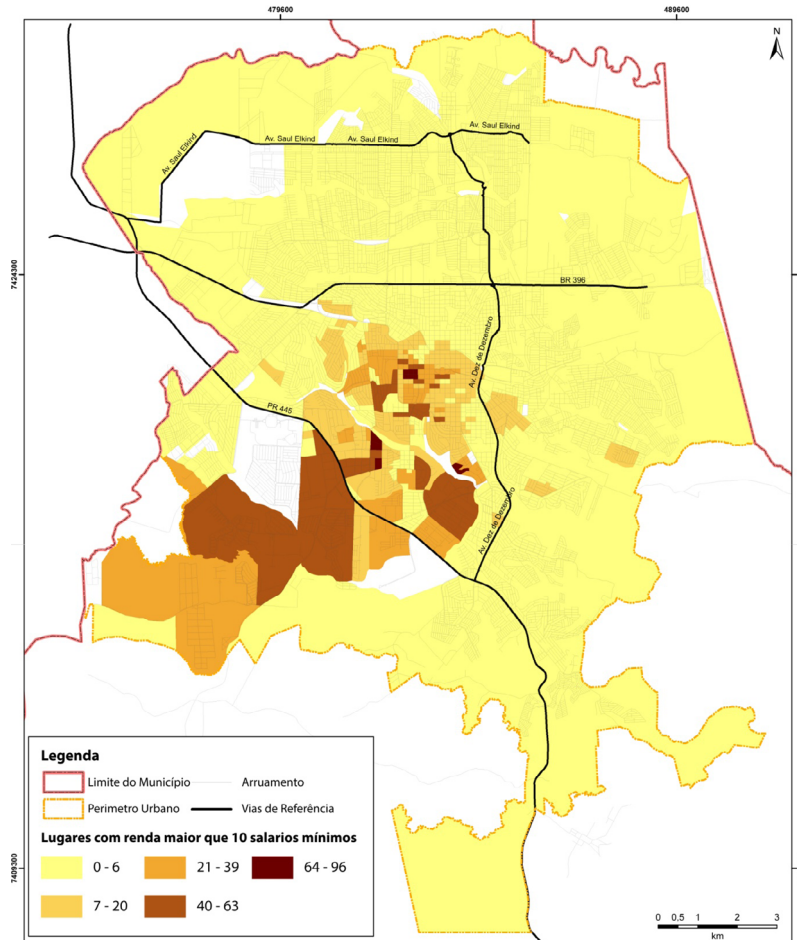 479600
489600
N
Av. Saul Elkind
Av. Saul Elkind
Av. Saul Elkind
Av. Saul Elkind
7424300
BR 396
Av. Dez de Dezembro
PR 445
Av. Dez de Dezembro
Legenda
Limite do Município
Arruamento
Perimetro Urbano
Vias de Referência
Lugares com renda maior que 10 salarios mínimos
0 - 6
21 - 39
64 - 96
7 - 20
40 - 63
7409300
0 0,5 1 2 3
km